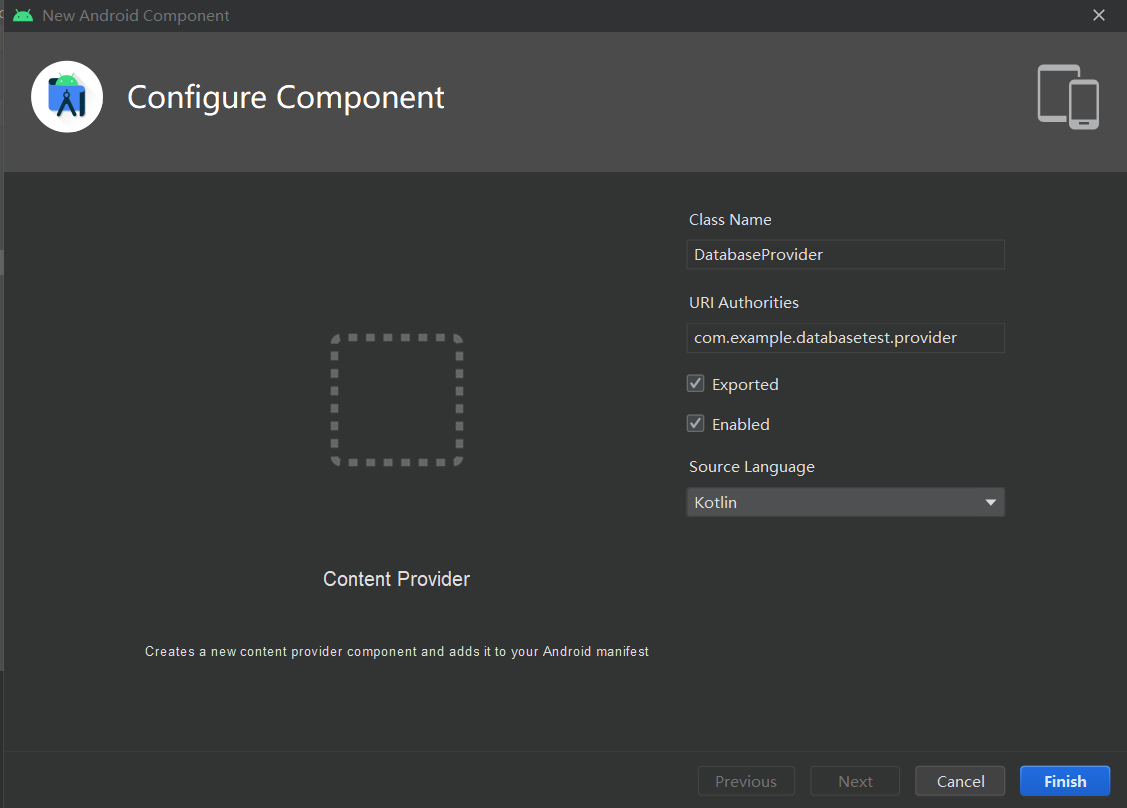 New Android Component
Configure Component
Class Name
DatabaseProvider
URI Authorities
com.example.databasetest.provider
Exported
Enabled
Source Language
Kotlin
Content Provider
Creates a new content provider component and adds it to your Android manifest
Previous
Next
Cancel
Finish